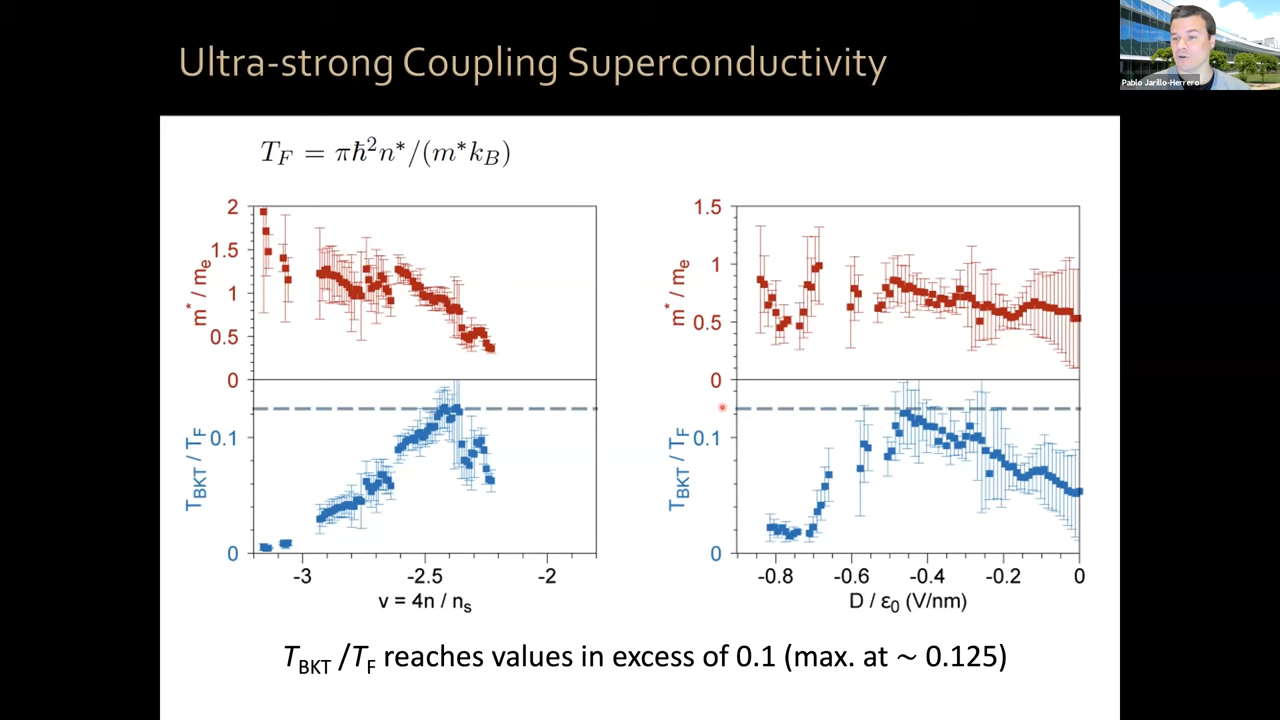 Ultra-strong Coupling Superconductivity
Pablo Jarillo-Herrero
T_F = πħ²n*/(m*k_B)
2
1.5
1
0.5
0
m* / mₑ
0.1
0
T_BKT / T_F
-3
-2.5
-2
ν = 4n / nₛ
1.5
1
0.5
0
m* / mₑ
0.1
0
T_BKT / T_F
-0.8
-0.6
-0.4
-0.2
0
D / ε₀ (V/nm)
T_BKT /T_F reaches values in excess of 0.1 (max. at ~ 0.125)